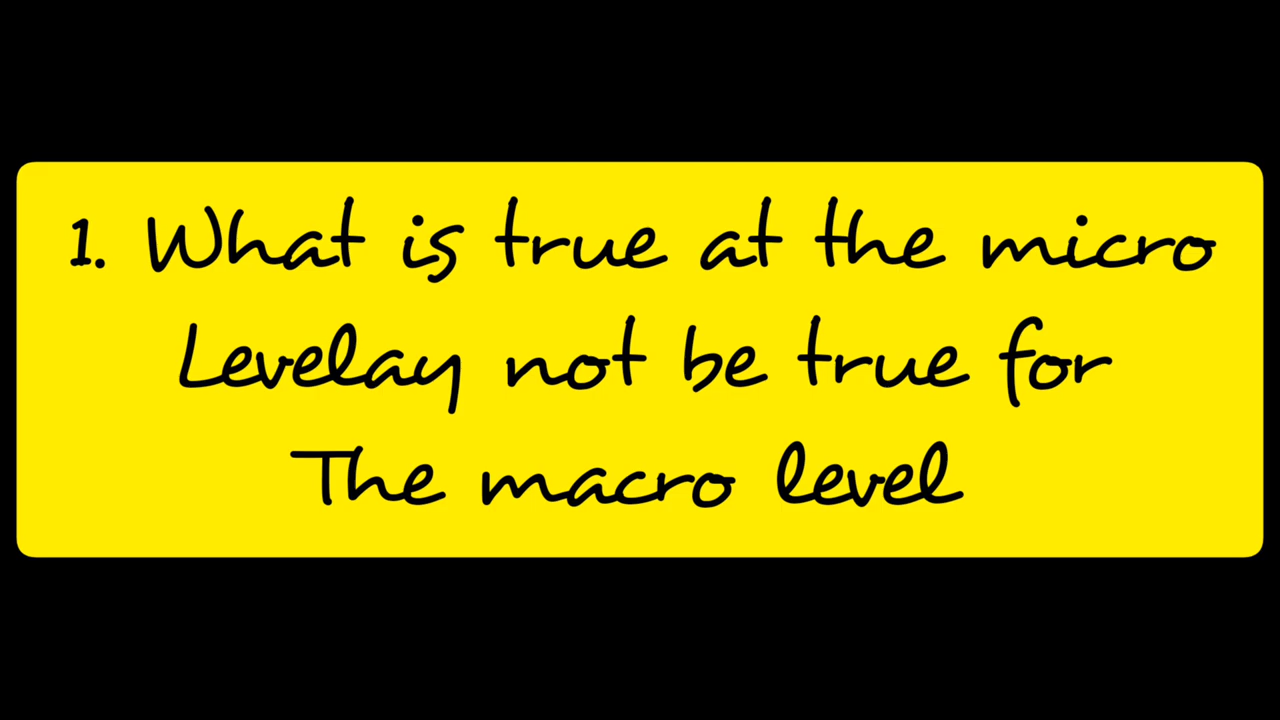 1. What is true at the micro
Levelay not be true for
The macro level